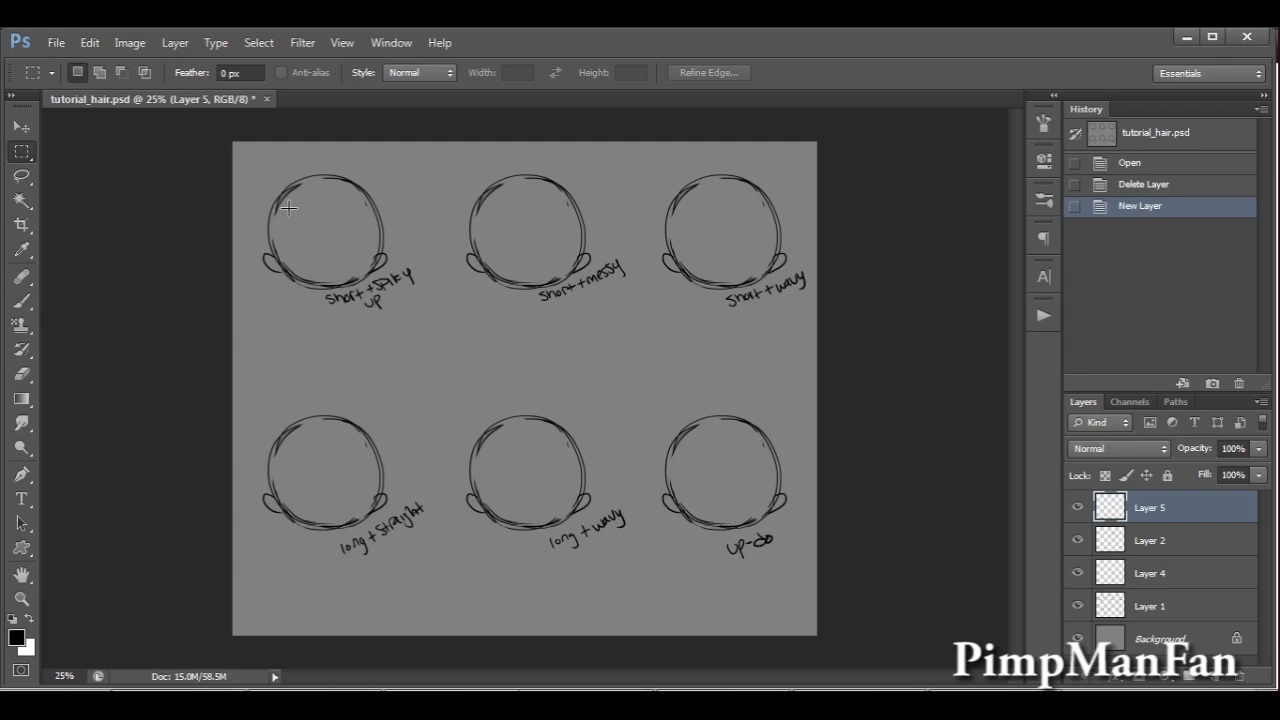 Ps File Edit Image Layer Type Select Filter View Window Help
Feather: 0 px Anti-alias Style: Normal Width: Height: Refine Edge... Essentials
tutorial_hair.psd @ 25% (Layer 5, RGB/8) * ×
History
tutorial_hair.psd
Open
Delete Layer
New Layer
short + spiky
up
short + messy
short + wavy
long + straight
long + wavy
up-do
Layers Channels Paths
Kind
Normal Opacity: 100%
Lock: Fill: 100%
Layer 5
Layer 2
Layer 4
Layer 1
Background
25% Doc: 15.0M/58.5M
PimpManFan